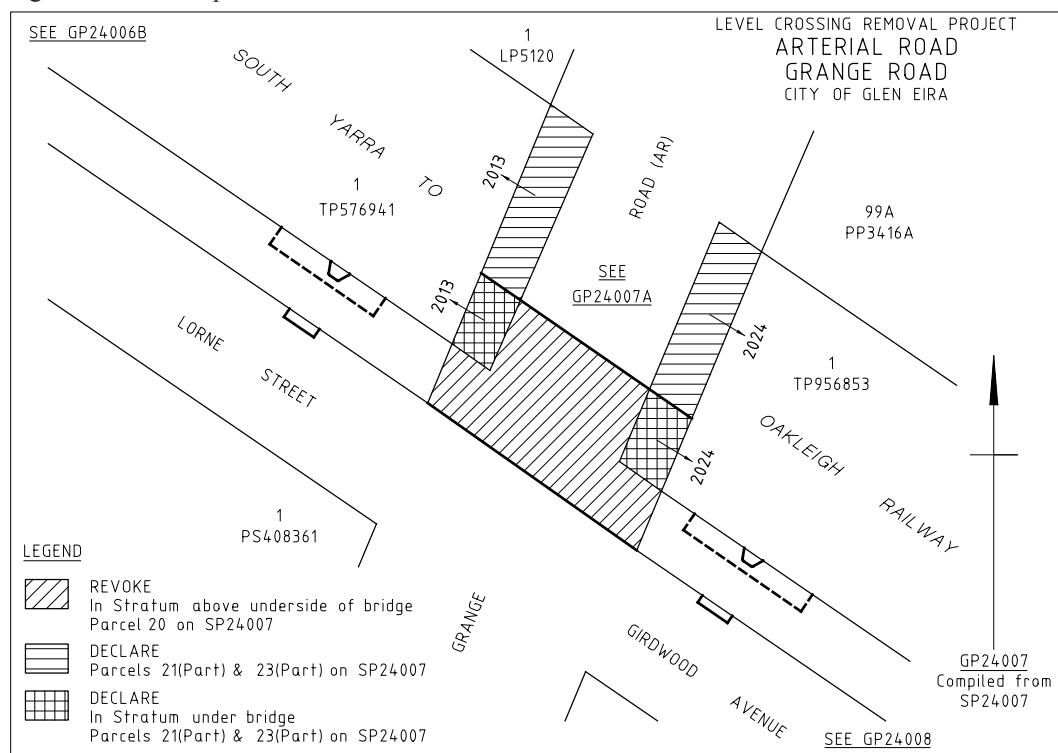 SEE GP24006B
LEVEL CROSSING REMOVAL PROJECT
ARTERIAL ROAD
GRANGE ROAD
CITY OF GLEN EIRA
1
LP5120
SOUTH
YARRA
TO
1
TP576941
2013
ROAD (AR)
99A
PP3416A
SEE
GP24007A
2013
2024
1
TP956853
LORNE
STREET
OAKLEIGH
RAILWAY
2024
1
PS408361
GRANGE
GIRDWOOD
AVENUE
LEGEND
REVOKE
In Stratum above underside of bridge
Parcel 20 on SP24007
DECLARE
Parcels 21(Part) & 23(Part) on SP24007
DECLARE
In Stratum under bridge
Parcels 21(Part) & 23(Part) on SP24007
GP24007
Compiled from
SP24007
SEE GP24008